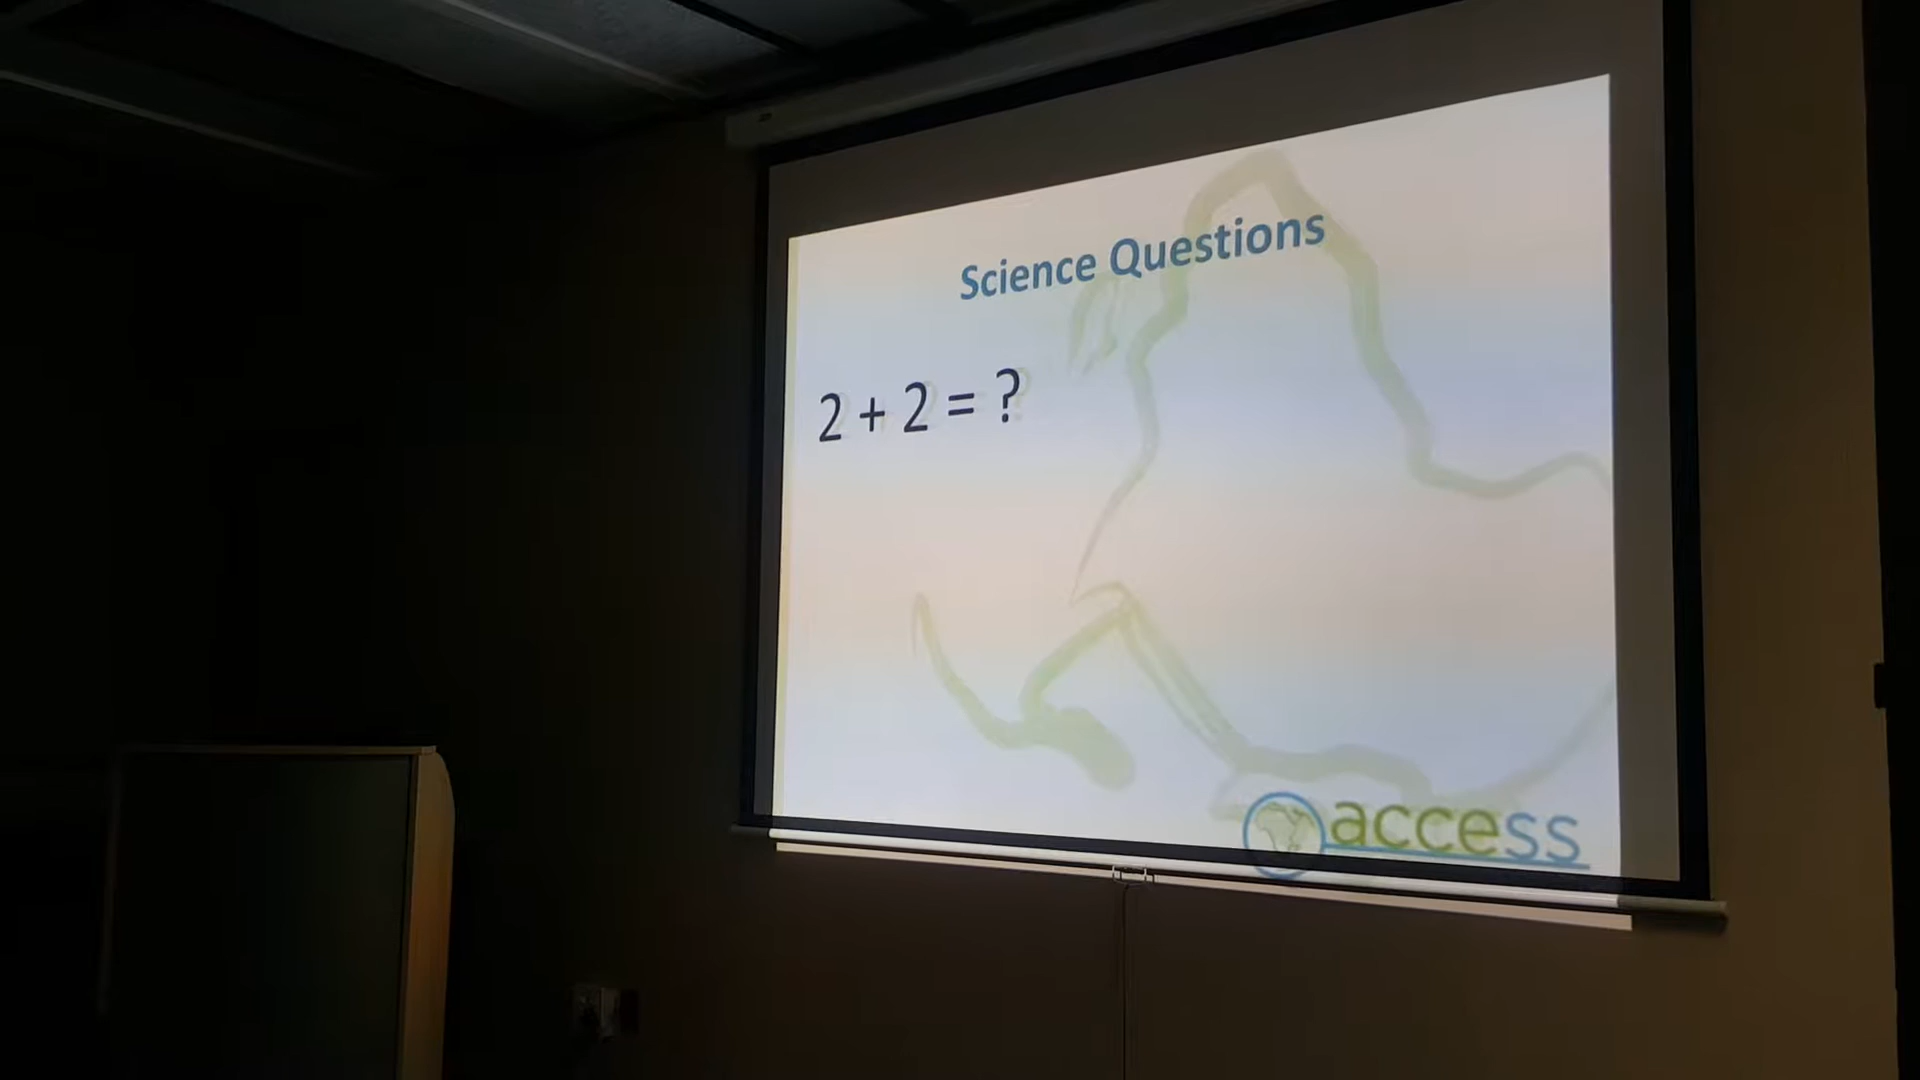 Science Questions
2 + 2 = ?
access